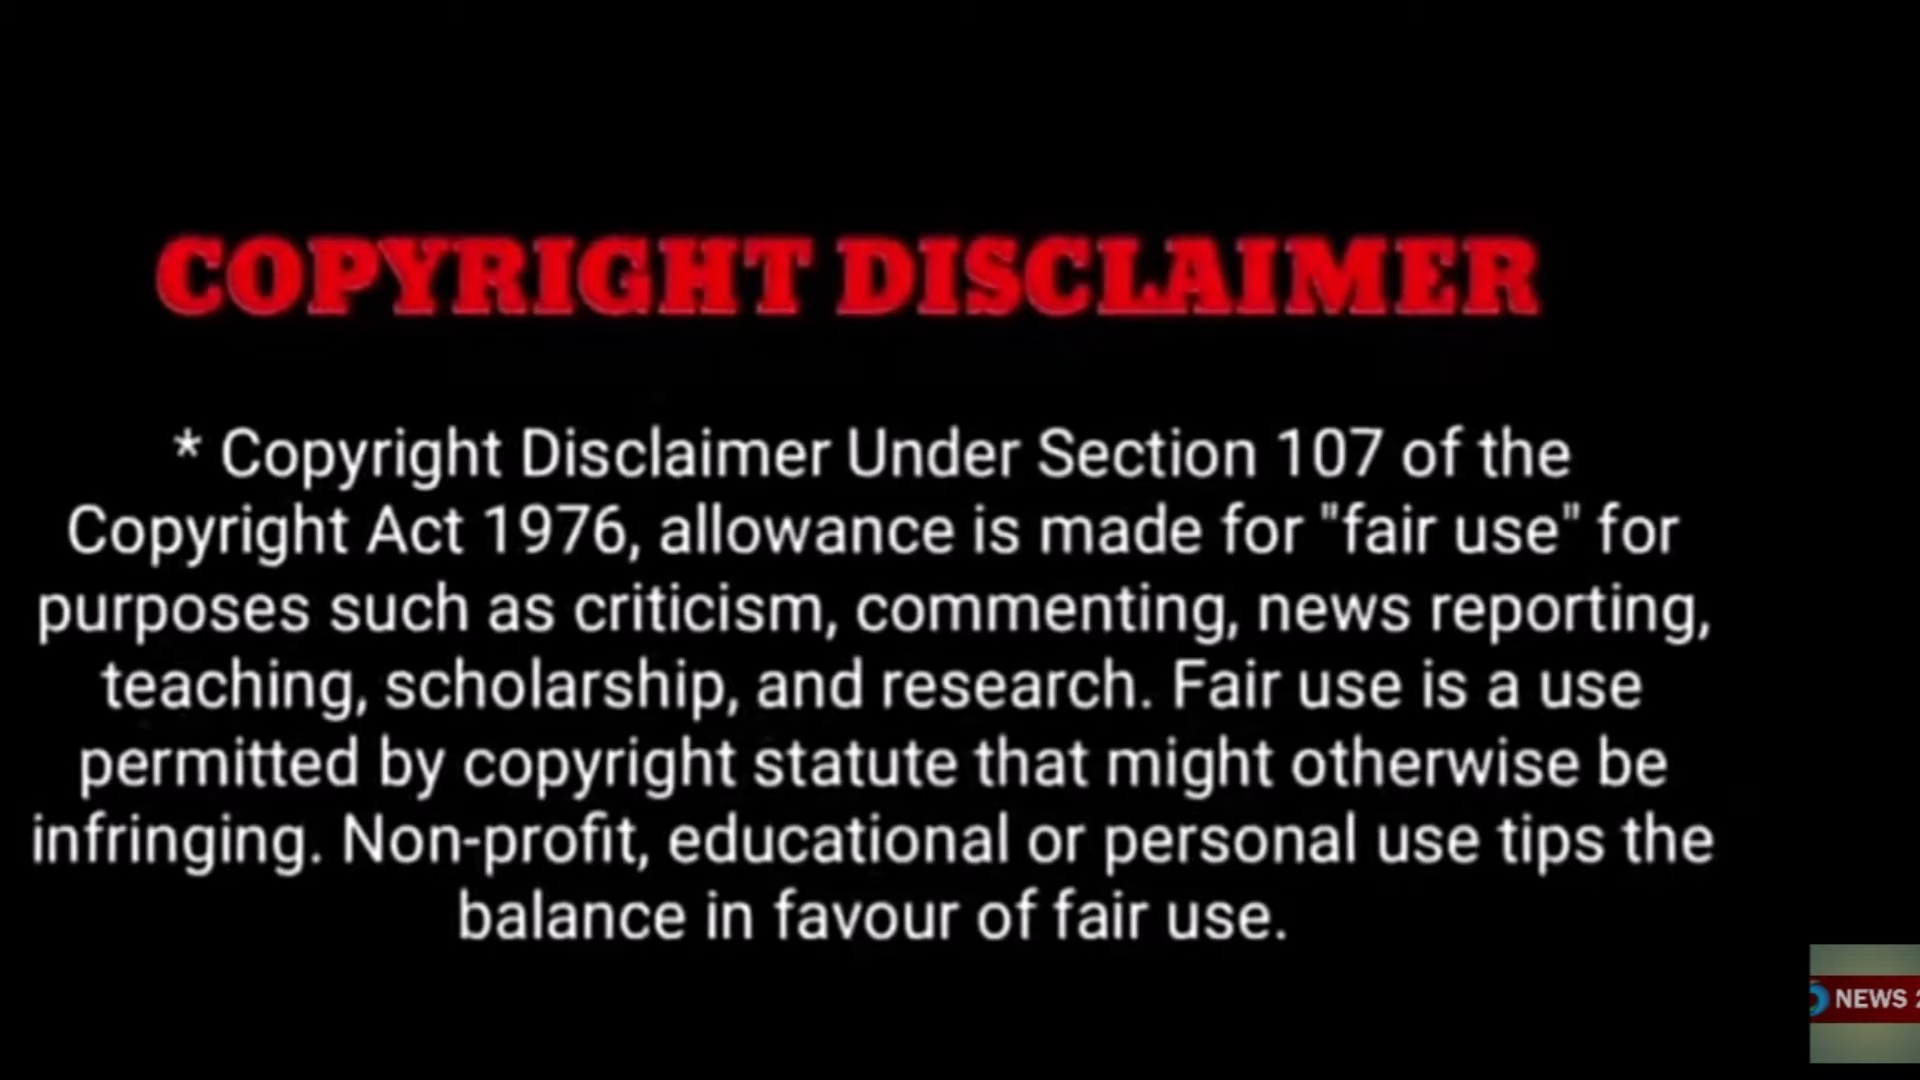 COPYRIGHT DISCLAIMER
* Copyright Disclaimer Under Section 107 of the
Copyright Act 1976, allowance is made for "fair use" for
purposes such as criticism, commenting, news reporting,
teaching, scholarship, and research. Fair use is a use
permitted by copyright statute that might otherwise be
infringing. Non-profit, educational or personal use tips the
balance in favour of fair use.
NEWS